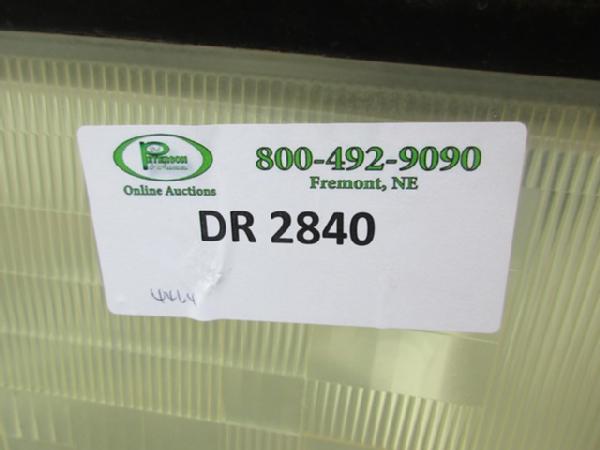 Online Auctions
800-492-9090
Fremont, NE
DR 2840